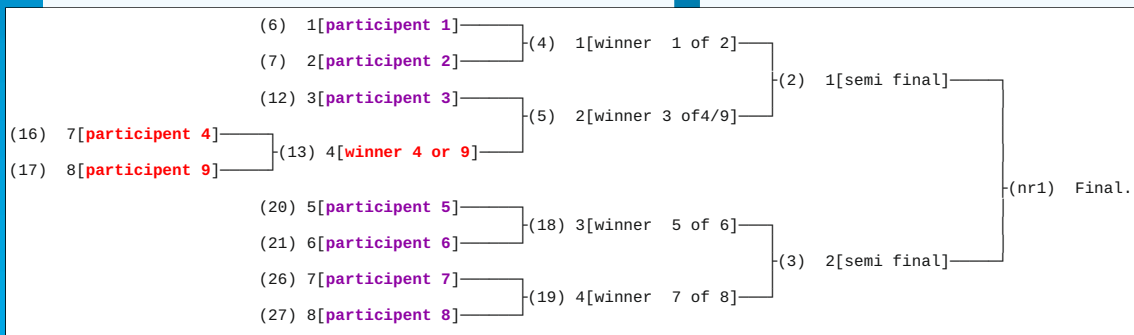 (6) 1[participent 1]
(4) 1[winner 1 of 2]
(7) 2[participent 2]
(2) 1[semi final]
(12) 3[participent 3]
(5) 2[winner 3 of4/9]
(16) 7[participent 4]
(13) 4[winner 4 or 9]
(17) 8[participent 9]
(nr1) Final.
(20) 5[participent 5]
(18) 3[winner 5 of 6]
(21) 6[participent 6]
(3) 2[semi final]
(26) 7[participent 7]
(19) 4[winner 7 of 8]
(27) 8[participent 8]